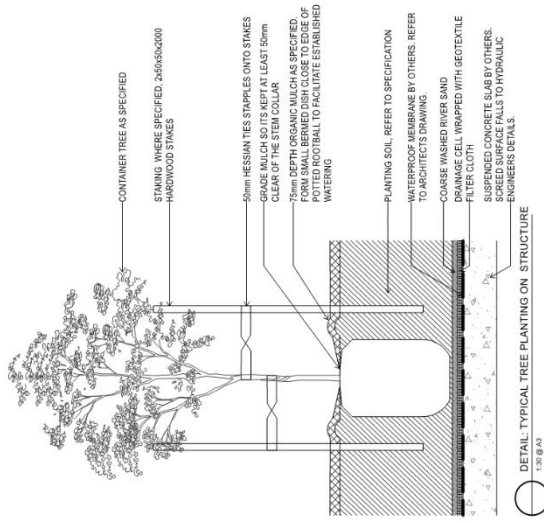 CONTAINER TREE AS SPECIFIED
STAKING WHERE SPECIFIED, 2x50x50x2000
HARDWOOD STAKES
50mm HESSIAN TIES STAPPLES ONTO STAKES
GRADE MULCH SO ITS KEPT AT LEAST 50mm
CLEAR OF THE STEM COLLAR
75mm DEPTH ORGANIC MULCH AS SPECIFIED.
FORM SMALL BERMED DISH CLOSE TO EDGE OF
POTTED ROOTBALL TO FACILITATE ESTABLISHED
WATERING
PLANTING SOIL, REFER TO SPECIFICATION
WATERPROOF MEMBRANE BY OTHERS. REFER
TO ARCHITECTS DRAWING.
COARSE WASHED RIVER SAND
DRAINAGE CELL WRAPPED WITH GEOTEXTILE
FILTER CLOTH
SUSPENDED CONCRETE SLAB BY OTHERS.
SCREED SURFACE FALLS TO HYDRAULIC
ENGINEERS DETAILS.
DETAIL: TYPICAL TREE PLANTING ON STRUCTURE
1:30 @ A3